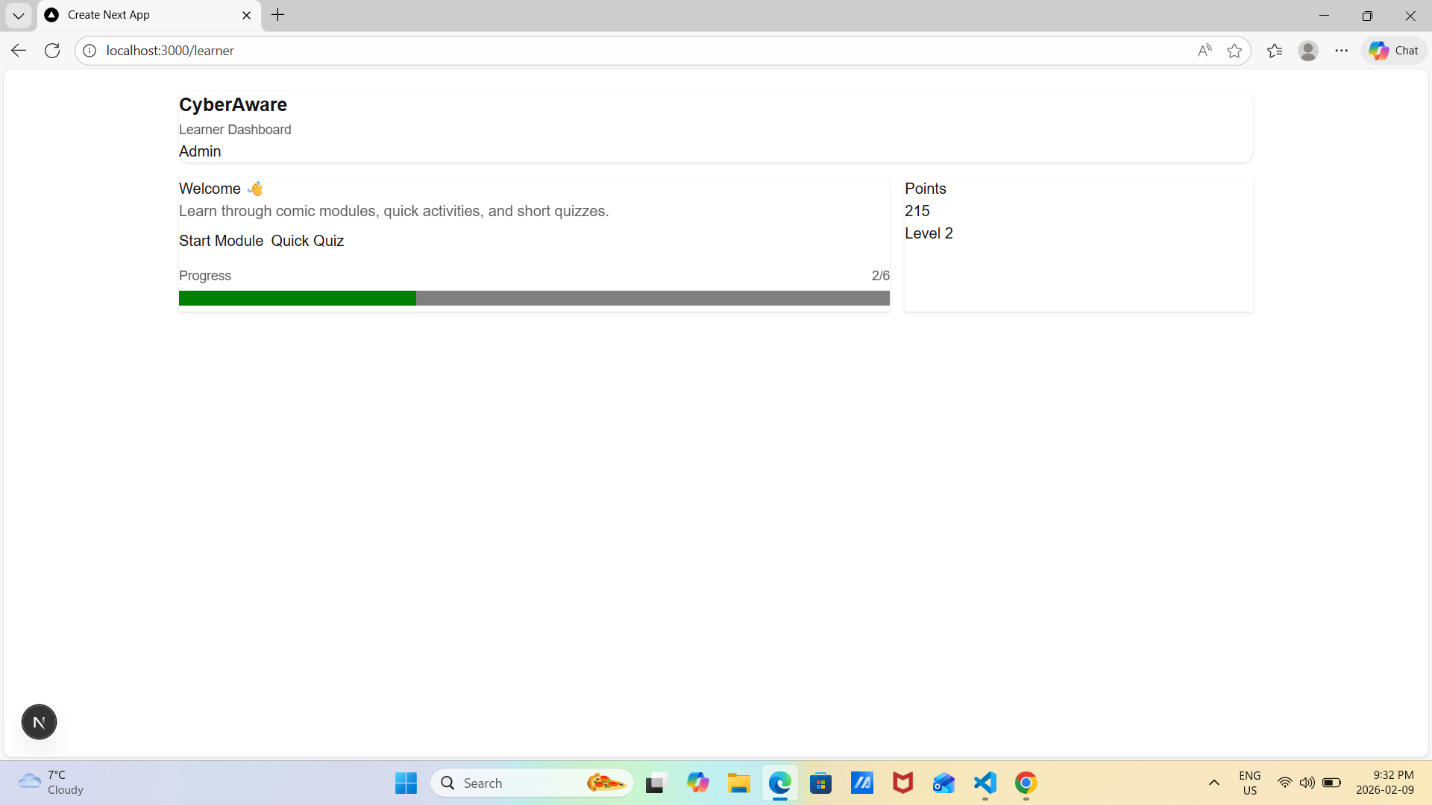 Create Next App
localhost:3000/learner
Chat
CyberAware
Learner Dashboard
Admin
Welcome 👋
Learn through comic modules, quick activities, and short quizzes.
Start Module Quick Quiz
Progress 2/6
Points
215
Level 2
N
7°C
Cloudy
Search
ENG
US
9:32 PM
2026-02-09